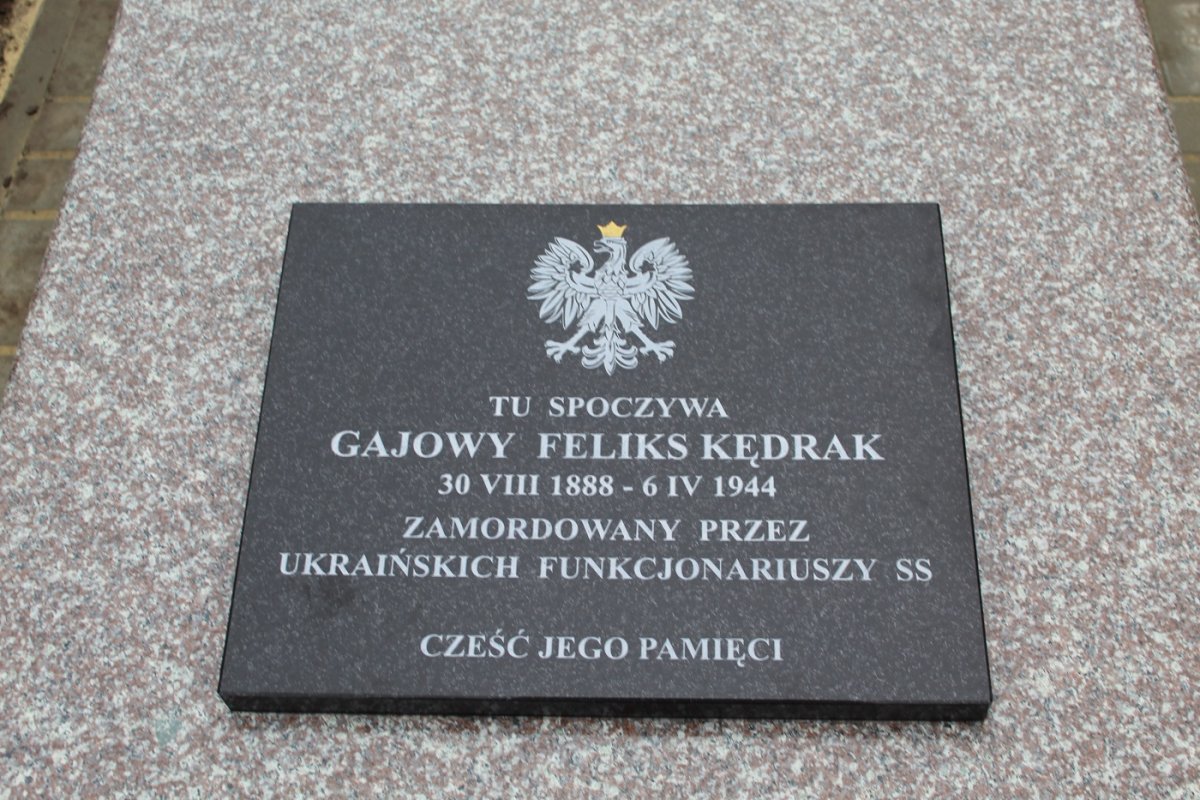 TU SPOCZYWA
GAJOWY FELIKS KĘDRAK
30 VIII 1888 - 6 IV 1944
ZAMORDOWANY PRZEZ
UKRAIŃSKICH FUNKCJONARIUSZY SS
CZEŚĆ JEGO PAMIĘCI